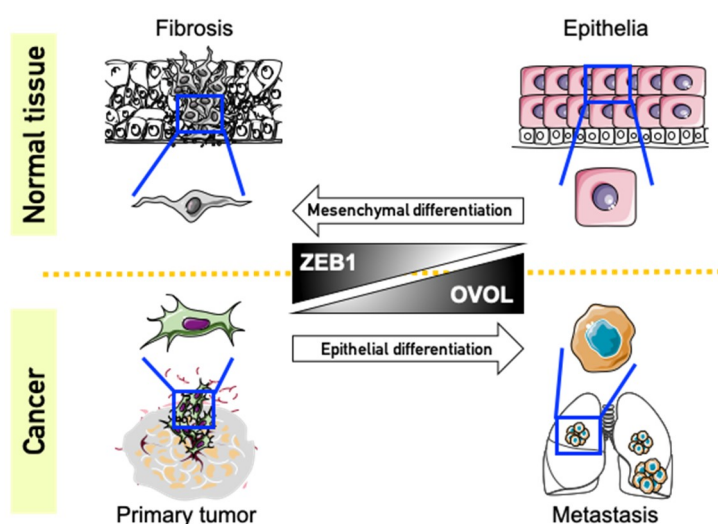 Fibrosis
Epithelia
Normal tissue
Mesenchymal differentiation
ZEB1
OVOL
Epithelial differentiation
Cancer
Primary tumor
Metastasis